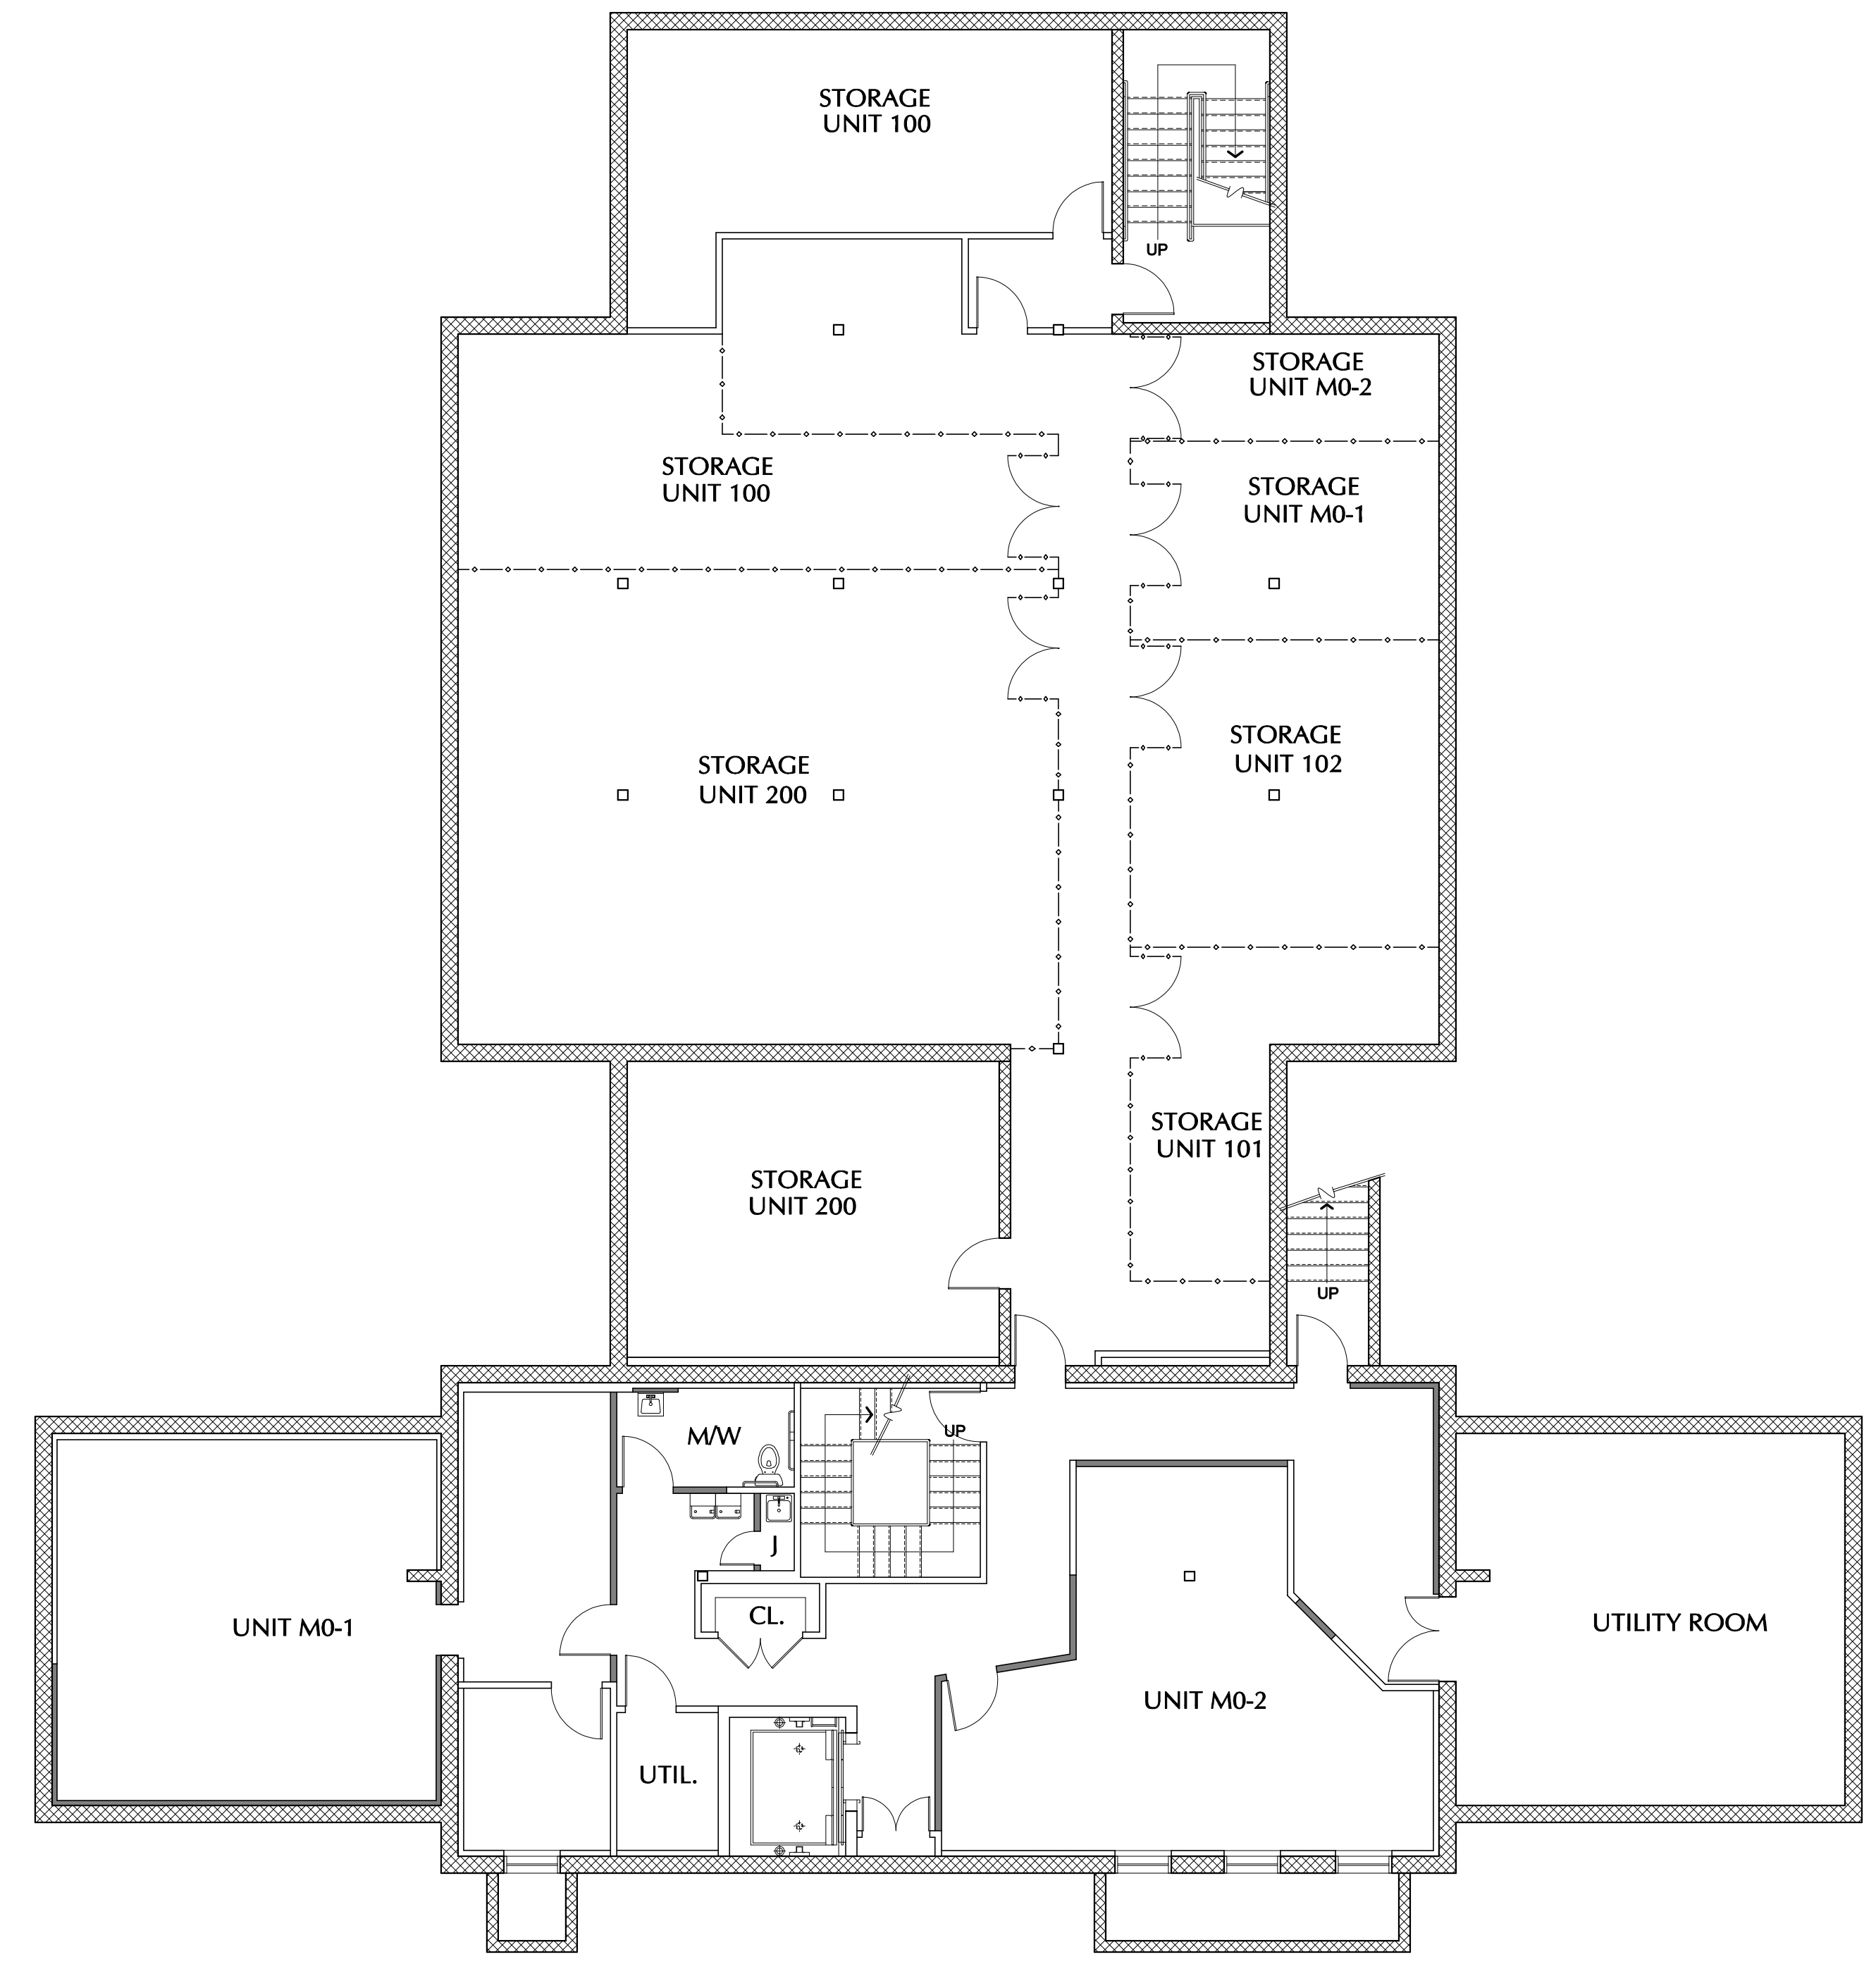 STORAGE
UNIT 100
UP
STORAGE
UNIT M0-2
STORAGE
UNIT 100
STORAGE
UNIT M0-1
STORAGE
UNIT 102
STORAGE
UNIT 200
STORAGE
UNIT 101
STORAGE
UNIT 200
UP
M/W
UP
J
CL.
UNIT M0-1
UTILITY ROOM
UNIT M0-2
UTIL.